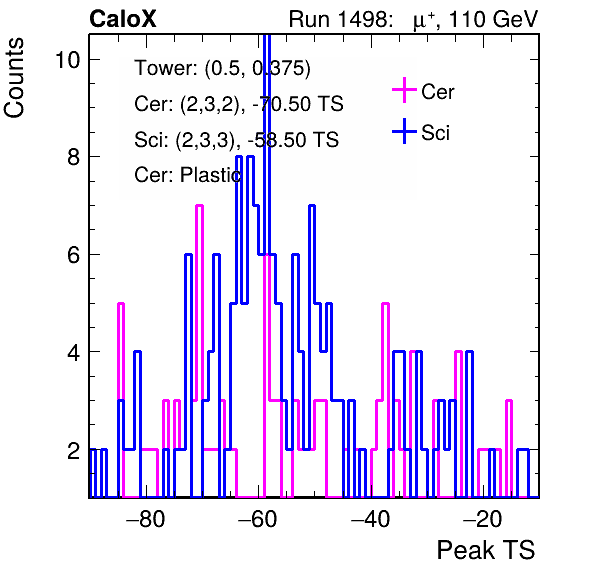 CaloX Run 1498: μ⁺, 110 GeV
Counts
10
8
6
4
2
Tower: (0.5, 0.375)
Cer: (2,3,2), -70.50 TS
Sci: (2,3,3), -58.50 TS
Cer: Plastic
Cer
Sci
−80 −60 −40 −20
Peak TS